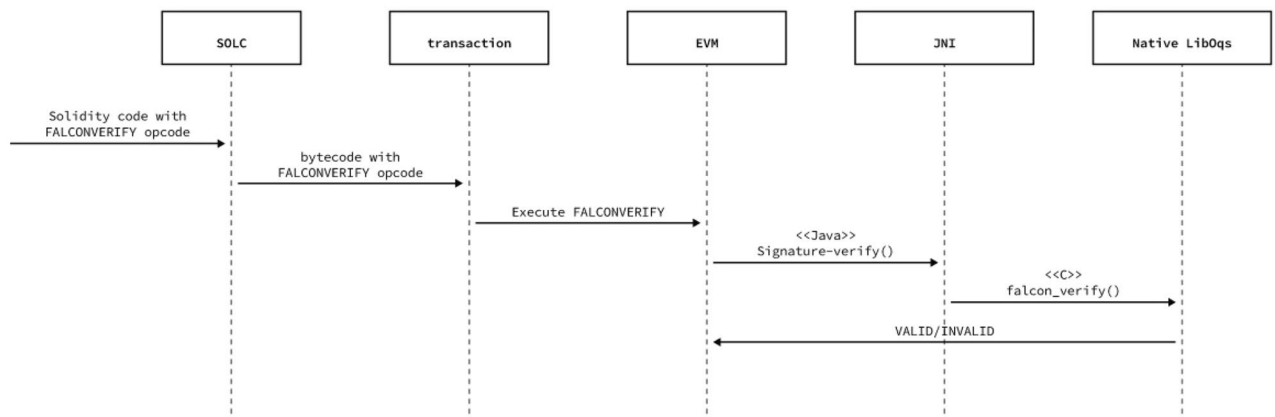 SOLC
transaction
EVM
JNI
Native LibOqs
Solidity code with
FALCONVERIFY opcode
bytecode with
FALCONVERIFY opcode
Execute FALCONVERIFY
<<Java>>
Signature-verify()
<<C>>
falcon_verify()
VALID/INVALID